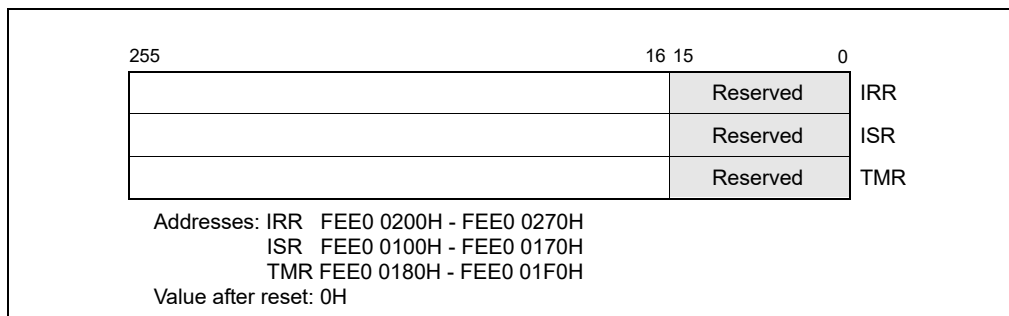 255 16 15 0
Reserved IRR
Reserved ISR
Reserved TMR
Addresses: IRR FEE0 0200H - FEE0 0270H
ISR FEE0 0100H - FEE0 0170H
TMR FEE0 0180H - FEE0 01F0H
Value after reset: 0H